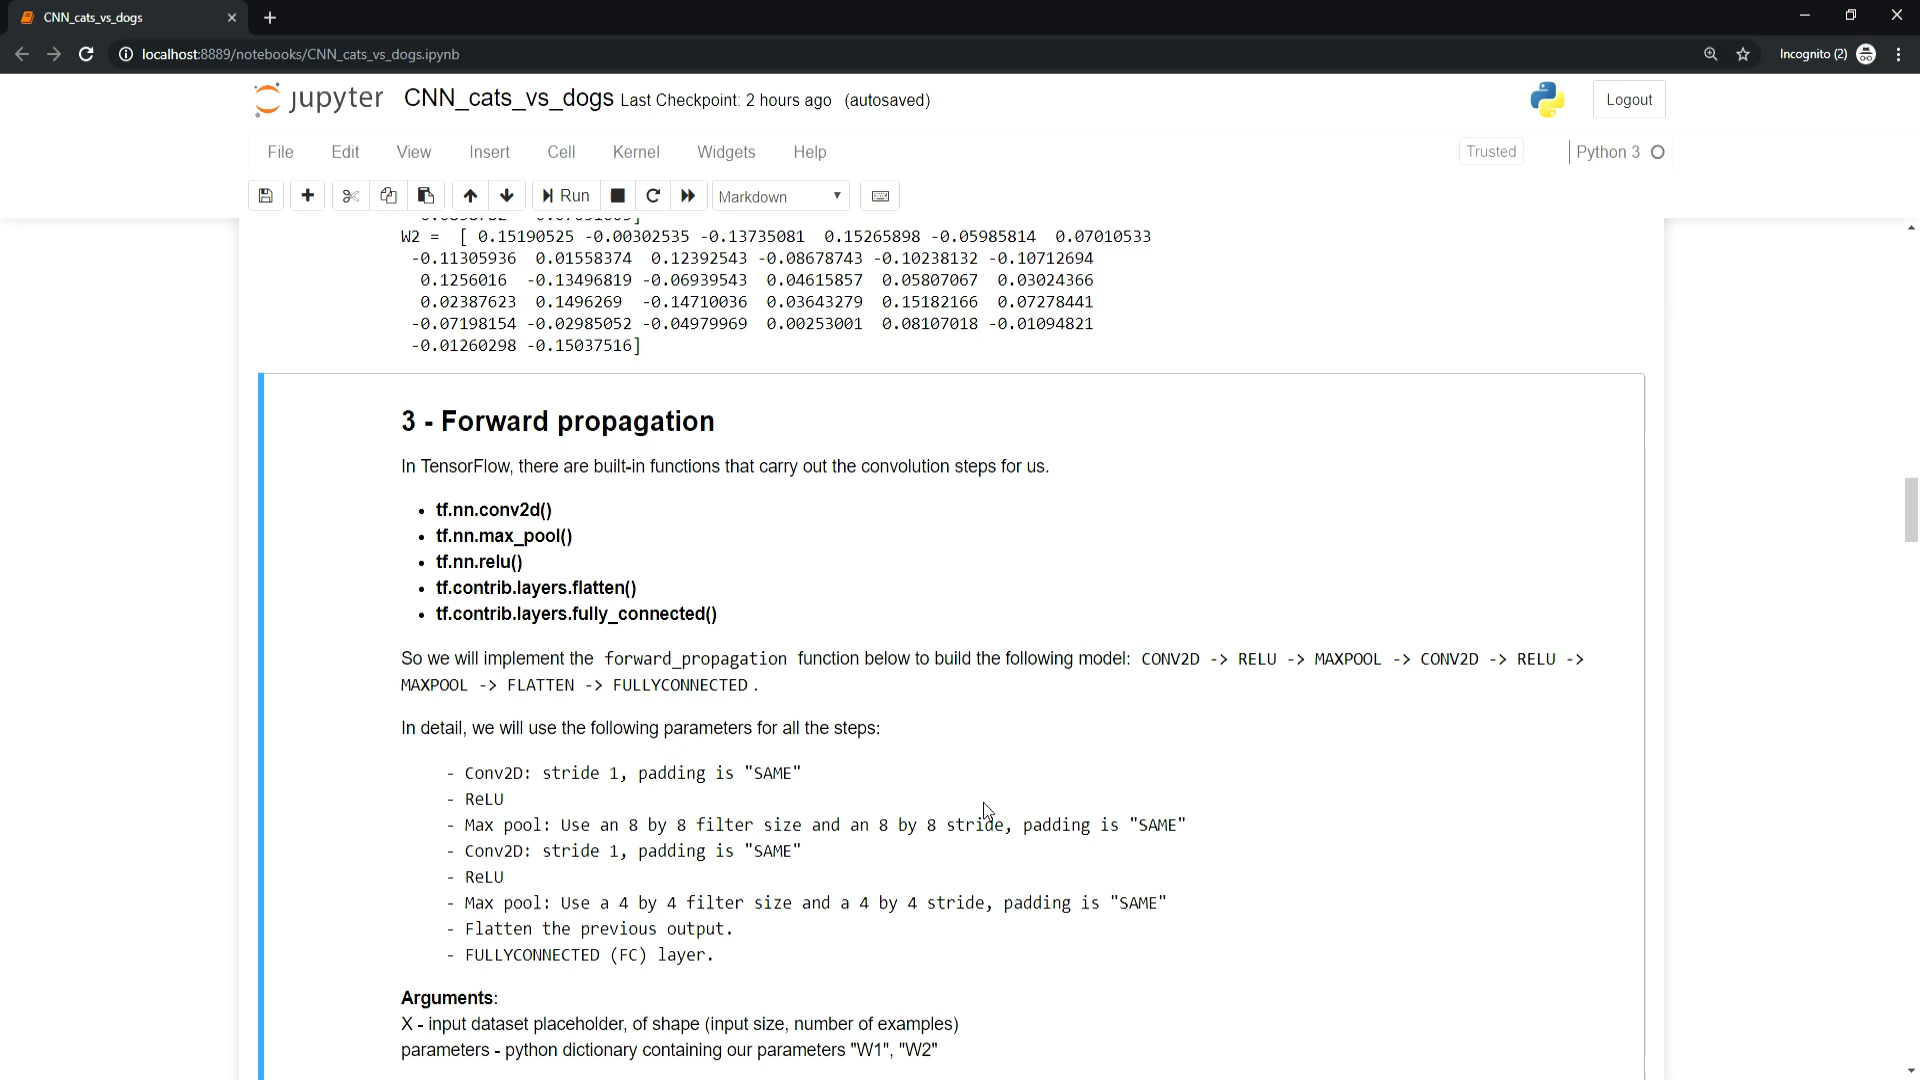 CNN_cats_vs_dogs
localhost:8889/notebooks/CNN_cats_vs_dogs.ipynb
Incognito (2)
jupyter CNN_cats_vs_dogs Last Checkpoint: 2 hours ago (autosaved)
Logout
File Edit View Insert Cell Kernel Widgets Help
Trusted
Python 3
Run
Markdown
W2 = [ 0.15190525 -0.00302535 -0.13735081 0.15265898 -0.05985814 0.07010533
-0.11305936 0.01558374 0.12392543 -0.08678743 -0.10238132 -0.10712694
0.1256016 -0.13496819 -0.06939543 0.04615857 0.05807067 0.03024366
0.02387623 0.1496269 -0.14710036 0.03643279 0.15182166 0.07278441
-0.07198154 -0.02985052 -0.04979969 0.00253001 0.08107018 -0.01094821
-0.01260298 -0.15037516]
3 - Forward propagation
In TensorFlow, there are built-in functions that carry out the convolution steps for us.
• tf.nn.conv2d()
• tf.nn.max_pool()
• tf.nn.relu()
• tf.contrib.layers.flatten()
• tf.contrib.layers.fully_connected()
So we will implement the forward_propagation function below to build the following model: CONV2D -> RELU -> MAXPOOL -> CONV2D -> RELU ->
MAXPOOL -> FLATTEN -> FULLYCONNECTED.
In detail, we will use the following parameters for all the steps:
- Conv2D: stride 1, padding is "SAME"
- ReLU
- Max pool: Use an 8 by 8 filter size and an 8 by 8 stride, padding is "SAME"
- Conv2D: stride 1, padding is "SAME"
- ReLU
- Max pool: Use a 4 by 4 filter size and a 4 by 4 stride, padding is "SAME"
- Flatten the previous output.
- FULLYCONNECTED (FC) layer.
Arguments:
X - input dataset placeholder, of shape (input size, number of examples)
parameters - python dictionary containing our parameters "W1", "W2"